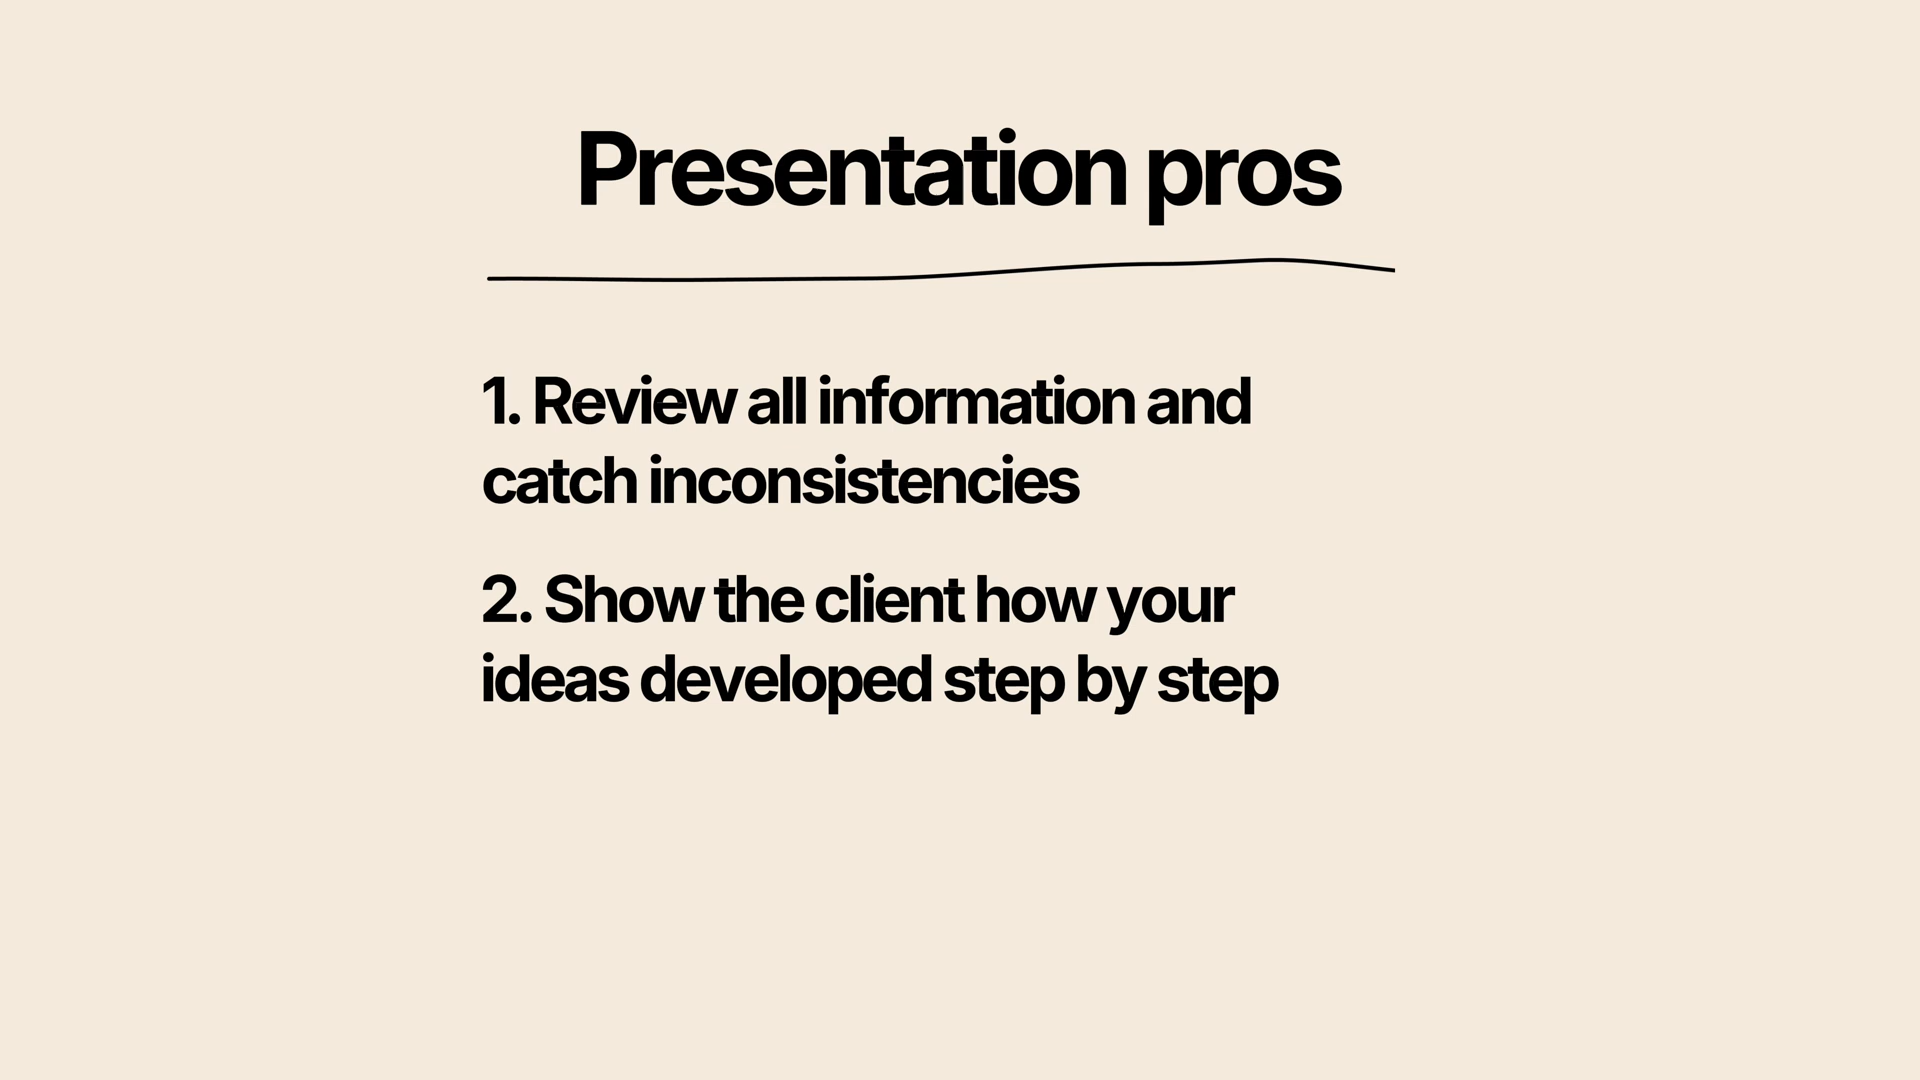 Presentation pros
1. Review all information and
catch inconsistencies
2. Show the client how your
ideas developed step by step